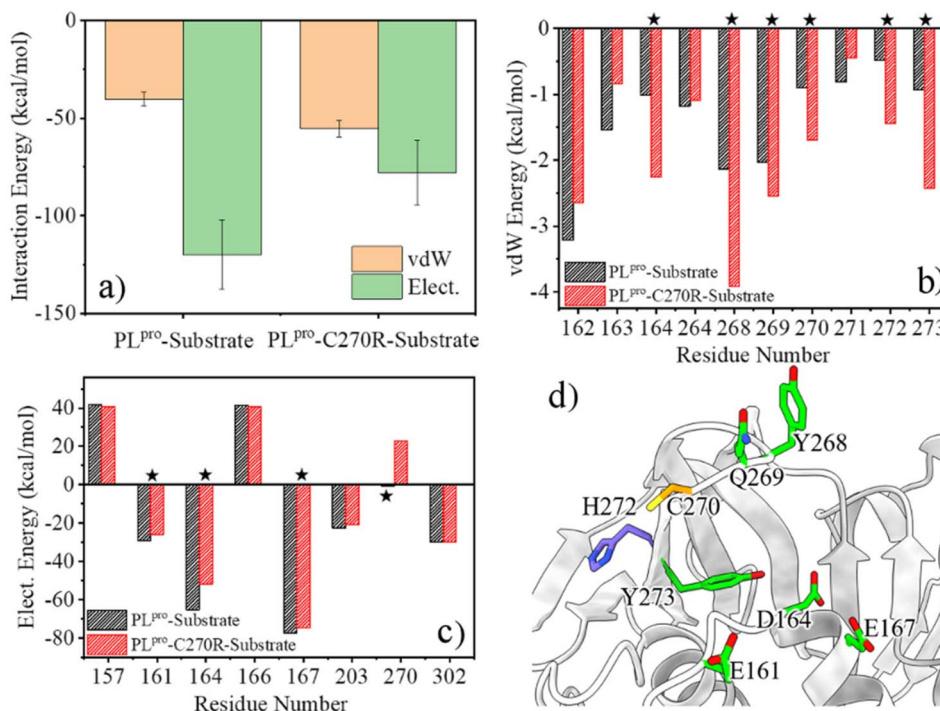 a)
Interaction Energy (kcal/mol)
0
-50
-100
-150
vdW
Elect.
PLpro-Substrate PLpro-C270R-Substrate
b)
vdW Energy (kcal/mol)
0
-1
-2
-3
-4
★ ★ ★ ★ ★ ★
PLpro-Substrate
PLpro-C270R-Substrate
162 163 164 264 268 269 270 271 272 273
Residue Number
c)
Elect. Energy (kcal/mol)
40
20
0
-20
-40
-60
-80
★ ★ ★ ★
PLpro-Substrate
PLpro-C270R-Substrate
157 161 164 166 167 203 270 302
Residue Number
d)
Y268
Q269
H272 C270
Y273
D164
E167
E161